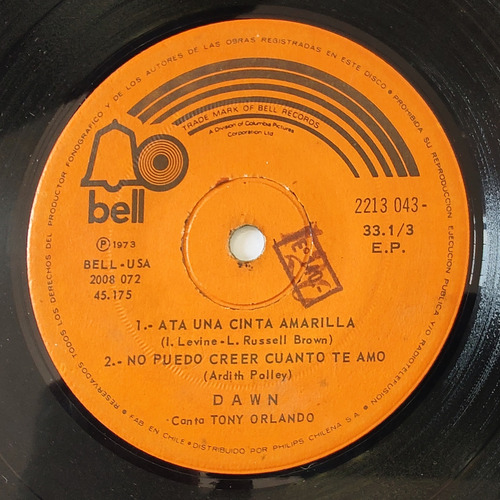 RESERVADOS TODOS LOS DERECHOS DEL PRODUCTOR FONOGRAFICO Y DE LOS AUTORES DE LAS OBRAS REGISTRADAS EN ESTE DISCO • PROHIBIDA SU REPRODUCCION EJECUCION PUBLICA Y/O RADIOTELEFUSION
TRADE MARK OF BELL RECORDS
A Division of Columbia Pictures
Corporation Ltd
bell
2213 043-
33.1/3
E.P.
Ⓟ 1973
BELL-USA
2008 072
45.175
1.- ATA UNA CINTA AMARILLA
(I. Levine-L. Russell Brown)
2.- NO PUEDO CREER CUANTO TE AMO
(Ardith Polley)
DAWN
Canta TONY ORLANDO
• FAB. EN CHILE • DISTRIBUIDO POR PHILIPS CHILENA S.A. •